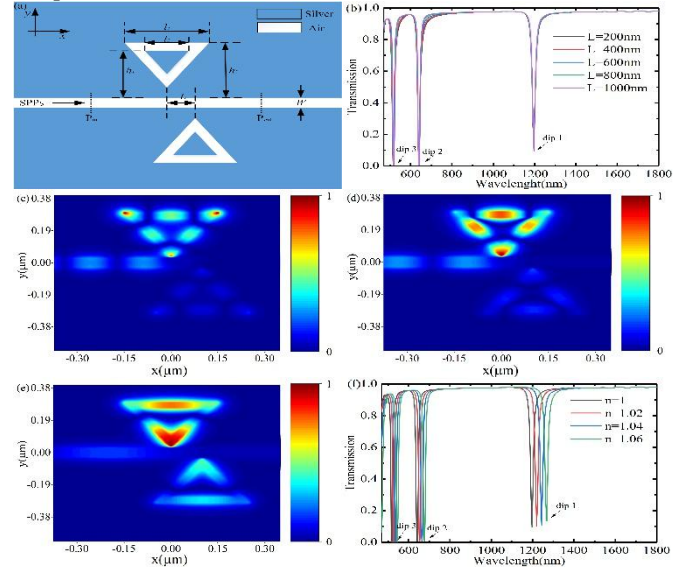 (a)
y
x
Silver
Air
W
SPPs
(b)
Transmission
1.0
0.8
0.6
0.4
0.2
0.0
L=200nm
L=400nm
L=600nm
L=800nm
L=1000nm
dip 3
dip 2
dip 1
600 800 1000 1200 1400 1600 1800
Wavelenght(nm)
(c)
y(μm)
0.38
0.19
0.00
-0.19
-0.38
-0.30 -0.15 0.00 0.15 0.30
x(μm)
1
0
(d)
y(μm)
0.38
0.19
0.00
-0.19
-0.38
-0.30 -0.15 0.00 0.15 0.30
x(μm)
1
0
(e)
y(μm)
0.38
0.19
0.00
-0.19
-0.38
-0.30 -0.15 0.00 0.15 0.30
x(μm)
1
0
(f)
Transmission
1.0
0.8
0.6
0.4
0.2
0.0
n=1
n=1.02
n=1.04
n=1.06
dip 3
dip 2
dip 1
600 800 1000 1200 1400 1600 1800
Wavelength(nm)